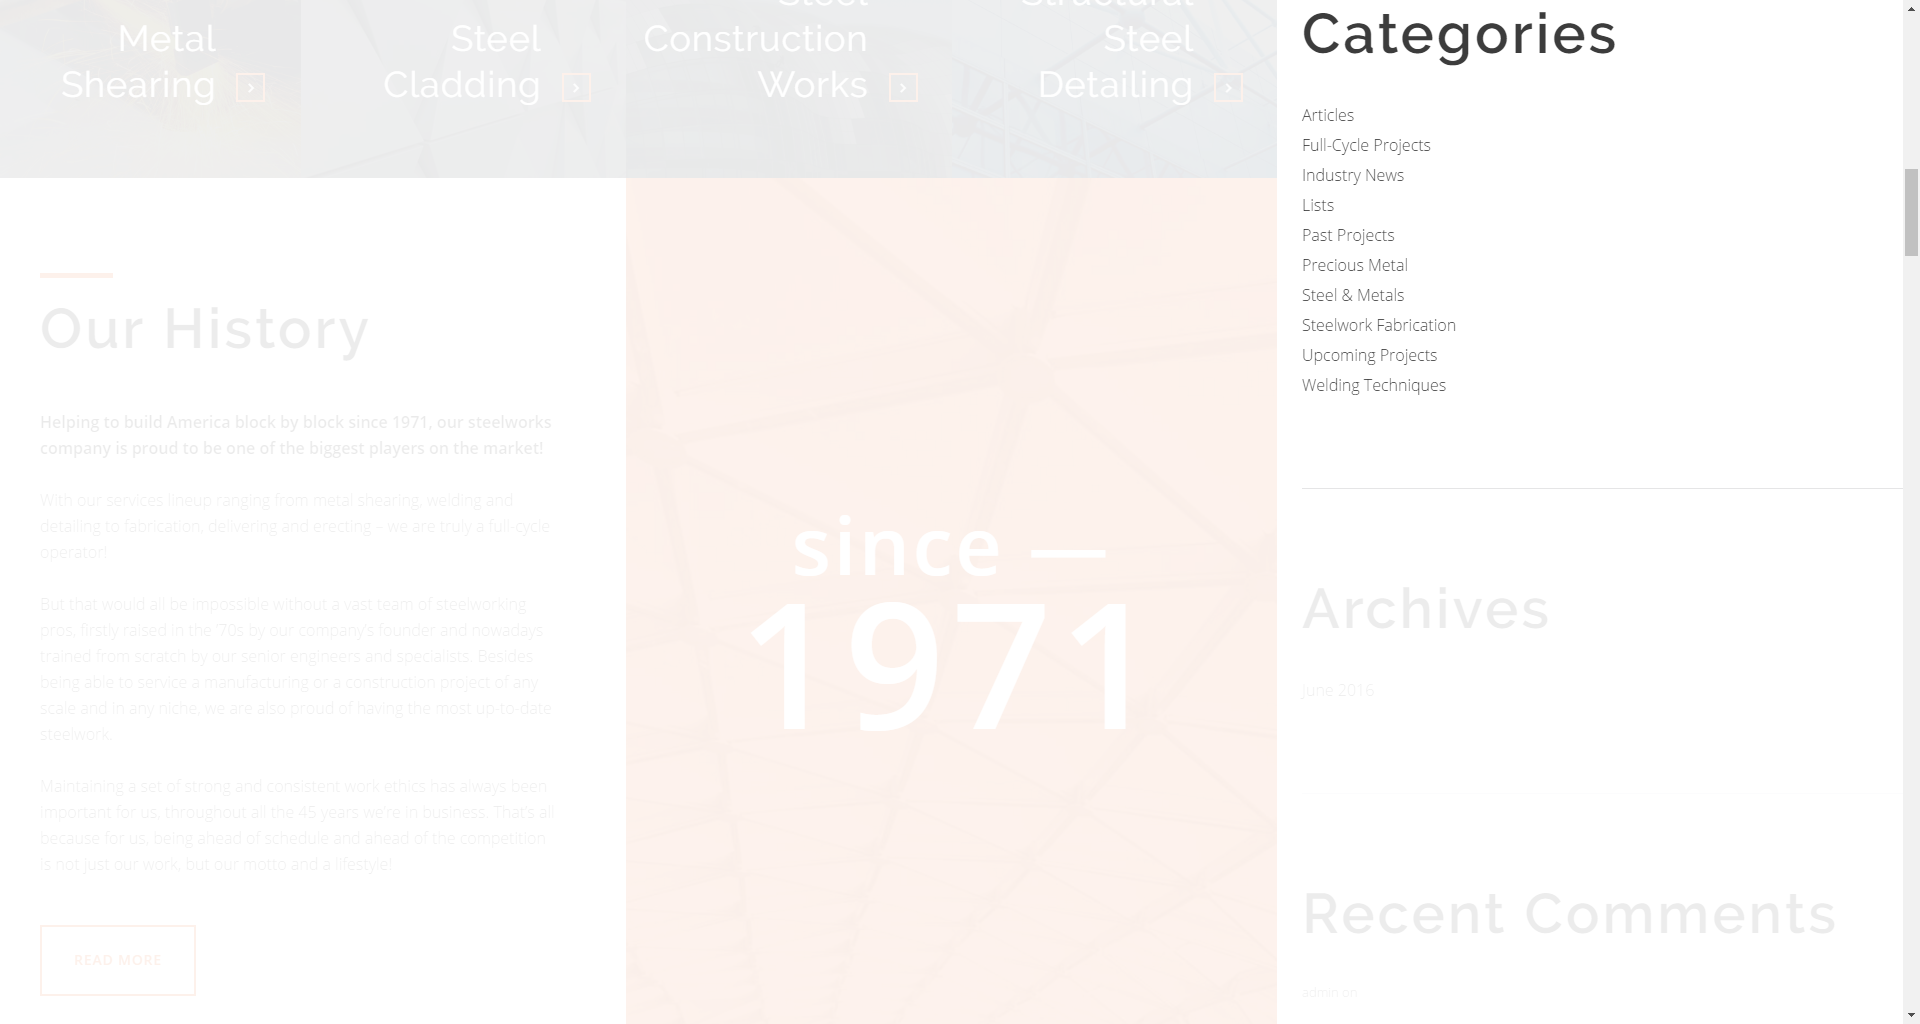 Metal
Shearing
Steel
Cladding
Steel
Construction
Works
Structural
Steel
Detailing
Our History
Helping to build America block by block since 1971, our steelworks
company is proud to be one of the biggest players on the market!
With our services lineup ranging from metal shearing, welding and
detailing to fabrication, delivering and erecting – we are truly a full-cycle
operator!
But that would all be impossible without a vast team of steelworking
pros, firstly raised in the '70s by our company's founder and nowadays
trained from scratch by our senior engineers and specialists. Besides
being able to service a manufacturing or a construction project of any
scale and in any niche, we are also proud of having the most up-to-date
steelwork.
Maintaining a set of strong and consistent work ethics has always been
important for us, throughout all the 45 years we're in business. That's all
because for us, being ahead of schedule and ahead of the competition
is not just our work, but our motto and a lifestyle!
READ MORE
since —
1971
Categories
Articles
Full-Cycle Projects
Industry News
Lists
Past Projects
Precious Metal
Steel & Metals
Steelwork Fabrication
Upcoming Projects
Welding Techniques
Archives
June 2016
Recent Comments
admin on